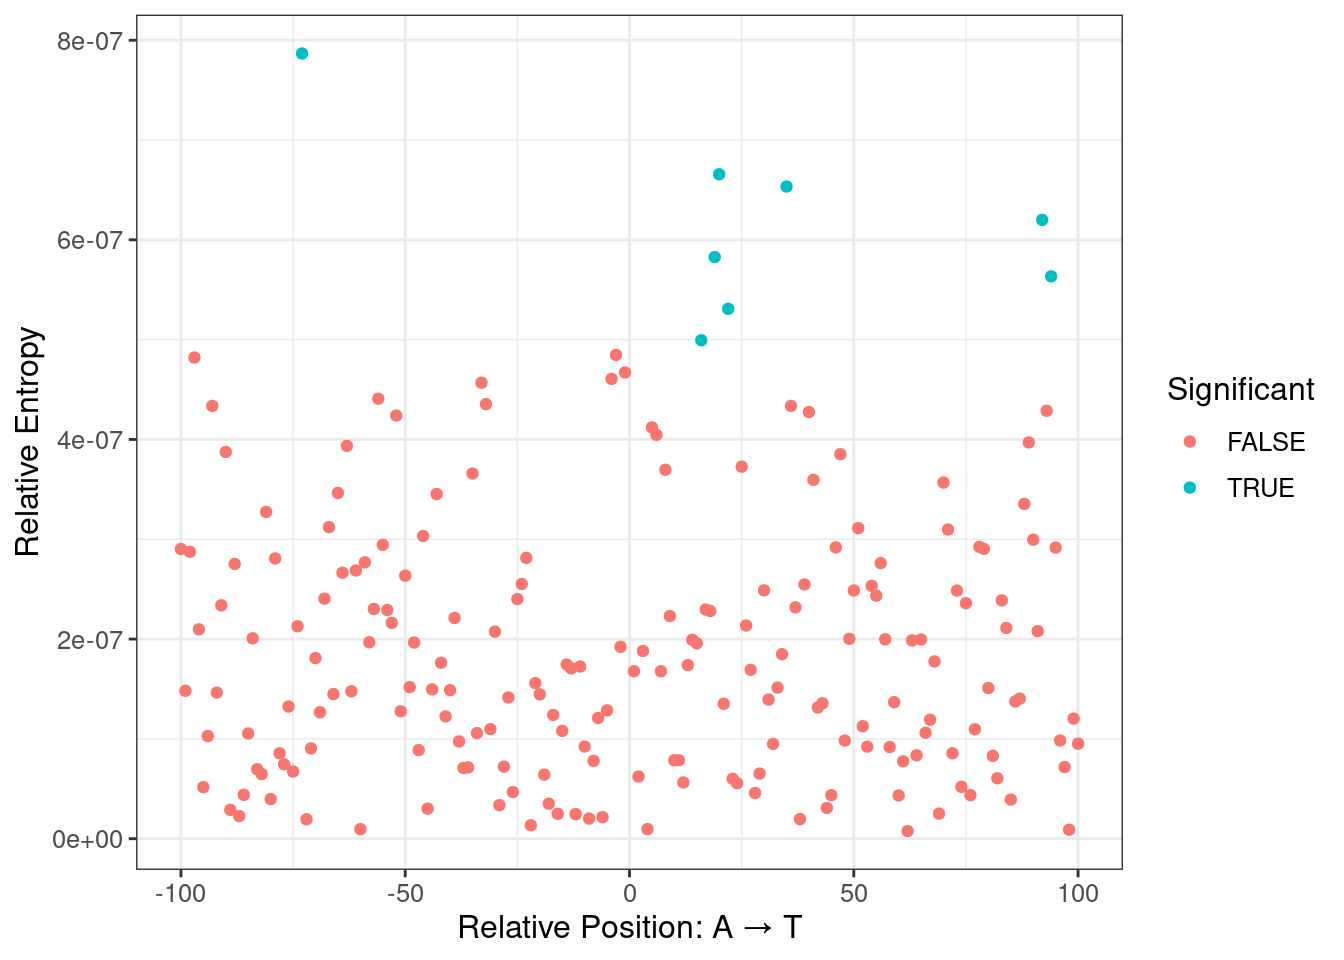 8e-07
6e-07
4e-07
2e-07
0e+00
-100
-50
0
50
100
Relative Position: A → T
Relative Entropy
Significant
FALSE
TRUE